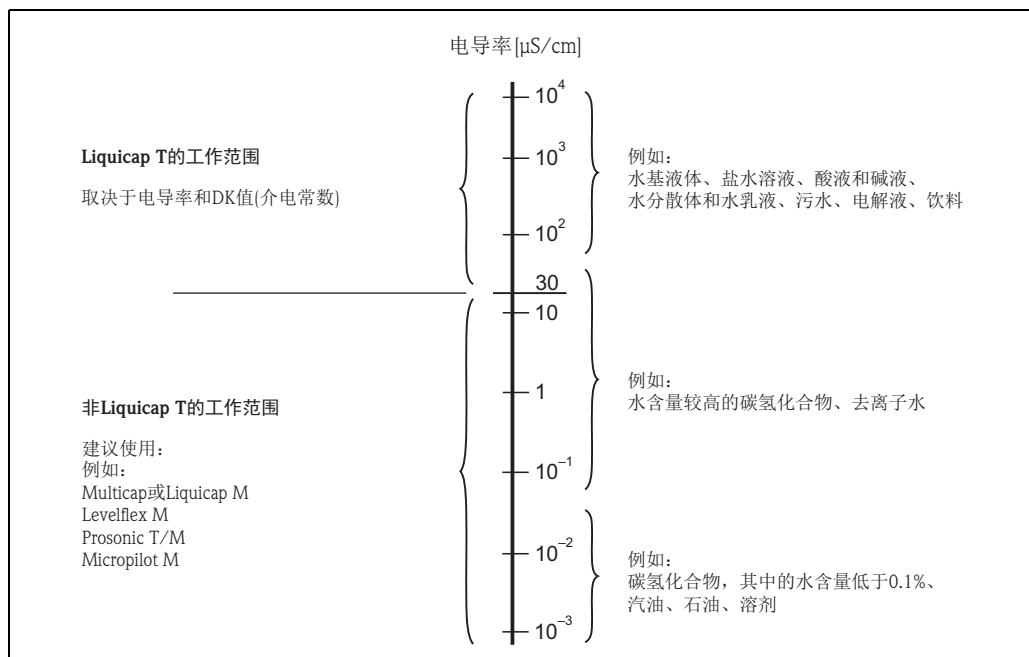 电导率[µS/cm]
Liquicap T的工作范围
取决于电导率和DK值(介电常数)
非Liquicap T的工作范围
建议使用：
例如：
Multicap或Liquicap M
Levelflex M
Prosonic T/M
Micropilot M
10⁴
10³
10²
30
10
1
10⁻¹
10⁻²
10⁻³
例如：
水基液体、盐水溶液、酸液和碱液、
水分散体和水乳液、污水、电解液、饮料
例如：
水含量较高的碳氢化合物、去离子水
例如：
碳氢化合物，其中的水含量低于0.1%、
汽油、石油、溶剂